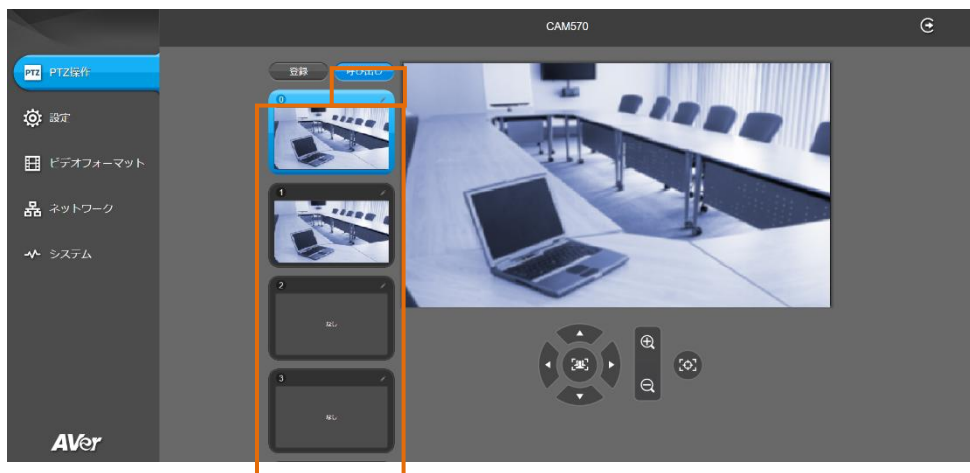 CAM570
PTZ PTZ操作
設定
ビデオフォーマット
ネットワーク
システム
登録
呼び出し
0
1
2
なし
3
なし
AVer